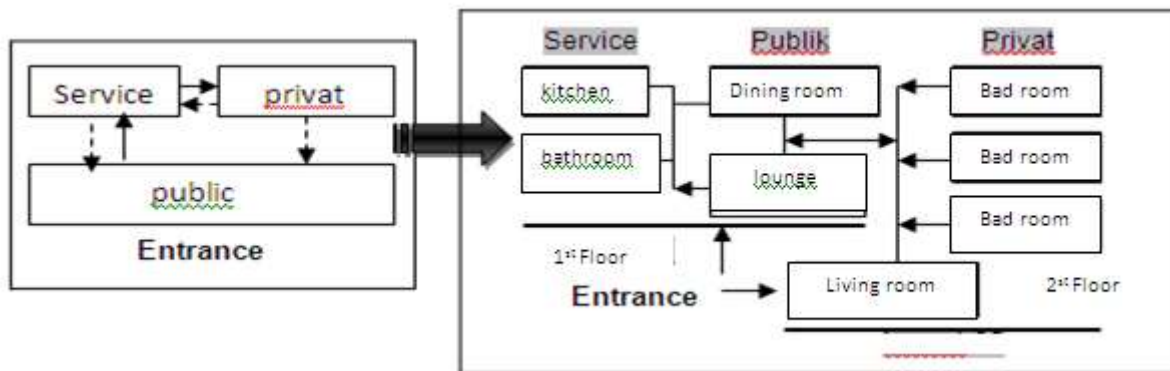 Service
privat
public
Entrance
Service
Publik
Privat
kitchen
Dining room
Bad room
bathroom
lounge
Bad room
Bad room
1st Floor
Entrance
Living room
2st Floor